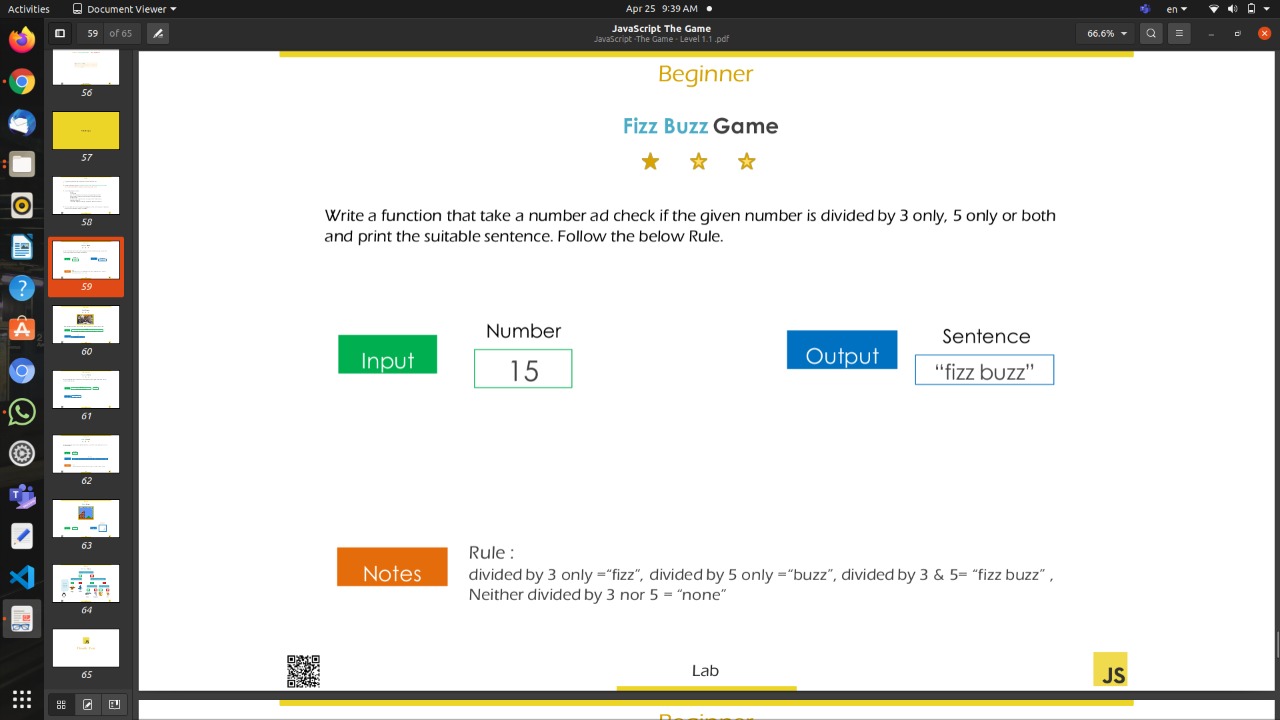 Document Viewer
Apr 25 9:39 AM
en
59 of 65
JavaScript The Game
JavaScript -The Game - Level 1.1 .pdf
66.6%
56
57
58
59
60
61
62
63
64
65
Beginner
Fizz Buzz Game
Write a function that take a number ad check if the given number is divided by 3 only, 5 only or both
and print the suitable sentence. Follow the below Rule.
Input
Number
15
Output
Sentence
“fizz buzz”
Notes
Rule :
divided by 3 only =“fizz”, divided by 5 only =“buzz”, divided by 3 & 5= “fizz buzz” ,
Neither divided by 3 nor 5 = “none”
Lab
JS